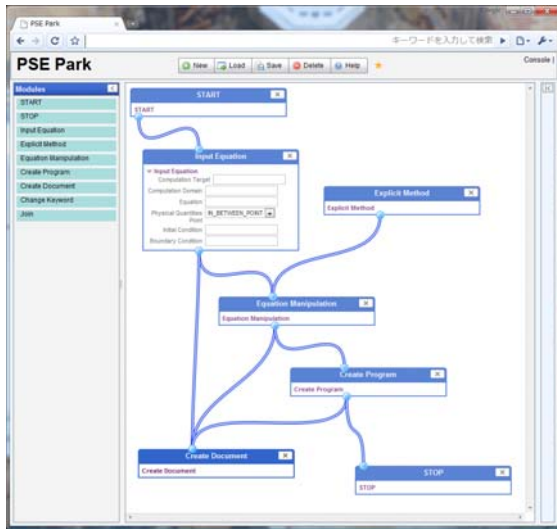 PSE Park
キーワードを入力して検索
PSE Park
New Load Save Delete Help
Console |
Modules
START
STOP
Input Equation
Explicit Method
Equation Manipulation
Create Program
Create Document
Change Keyword
Join
START
START
Input Equation
Input Equation
Computation Target
Computation Domain
Equation
Physical Quantities Point IN_BETWEEN_POINT
Initial Condition
Boundary Condition
Explicit Method
Explicit Method
Equation Manipulation
Equation Manipulation
Create Program
Create Program
Create Document
Create Document
STOP
STOP